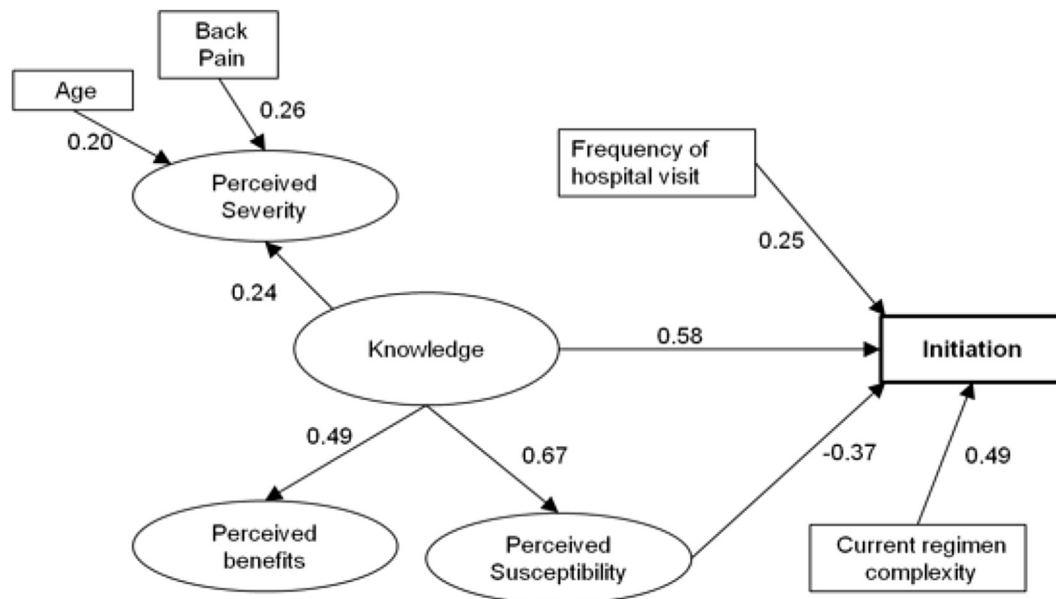 Back
Pain
Age
0.26
0.20
Perceived
Severity
Frequency of
hospital visit
0.25
0.24
Knowledge
0.58
Initiation
0.49
0.67
-0.37
0.49
Perceived
benefits
Perceived
Susceptibility
Current regimen
complexity